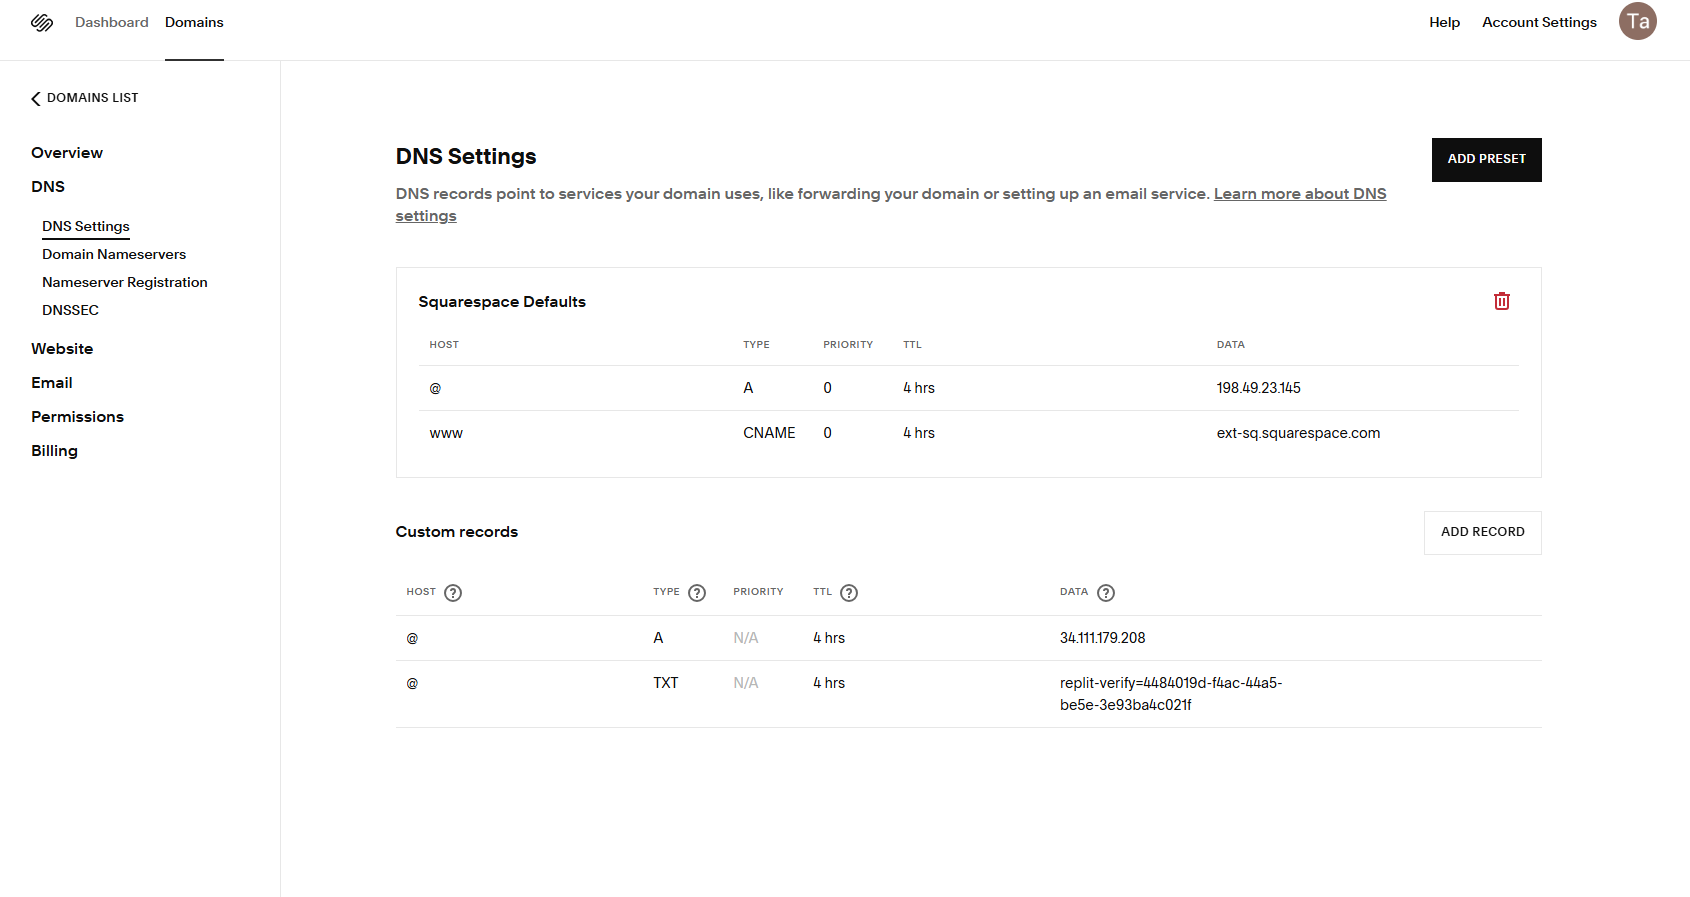 Dashboard Domains Help Account Settings Ta
DOMAINS LIST
Overview
DNS
DNS Settings
Domain Nameservers
Nameserver Registration
DNSSEC
Website
Email
Permissions
Billing
DNS Settings
ADD PRESET
DNS records point to services your domain uses, like forwarding your domain or setting up an email service. Learn more about DNS
settings
Squarespace Defaults
HOST TYPE PRIORITY TTL DATA
@ A 0 4 hrs 198.49.23.145
www CNAME 0 4 hrs ext-sq.squarespace.com
Custom records
ADD RECORD
HOST ? TYPE ? PRIORITY TTL ? DATA ?
@ A N/A 4 hrs 34.111.179.208
@ TXT N/A 4 hrs replit-verify=4484019d-f4ac-44a5-
be5e-3e93ba4c021f